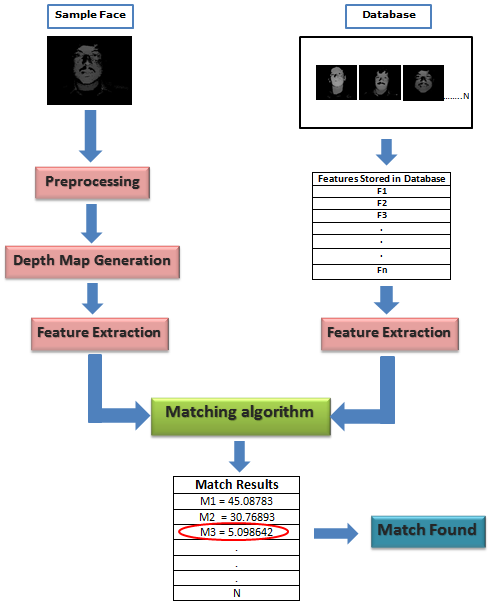 Sample Face
Database
........N
Preprocessing
Features Stored in Database
F1
F2
F3
.
.
.
Fn
Depth Map Generation
Feature Extraction
Feature Extraction
Matching algorithm
Match Results
M1 = 45.08783
M2 = 30.76893
M3 = 5.098642
.
.
.
N
Match Found